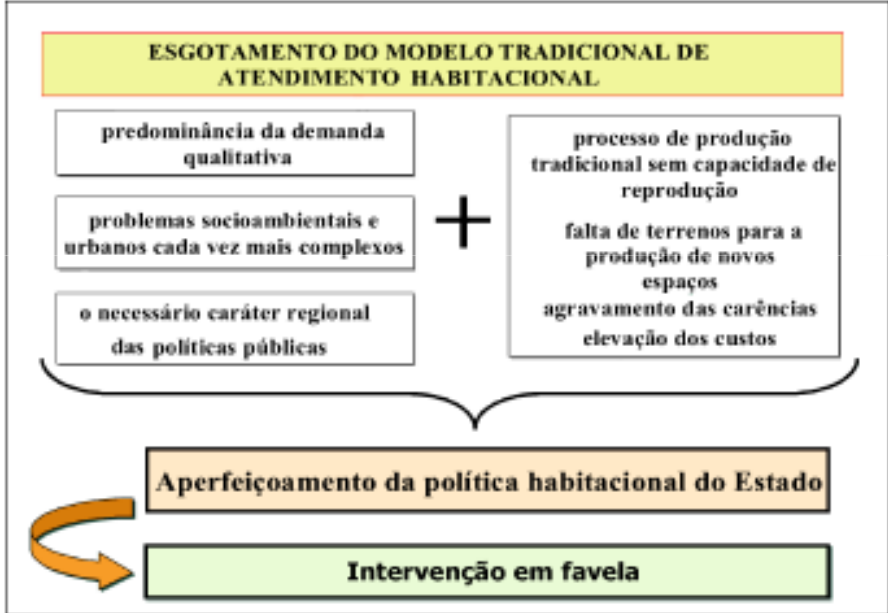 ESGOTAMENTO DO MODELO TRADICIONAL DE
ATENDIMENTO HABITACIONAL
predominância da demanda
qualitativa
problemas socioambientais e
urbanos cada vez mais complexos
o necessário caráter regional
das políticas públicas
+
processo de produção
tradicional sem capacidade de
reprodução
falta de terrenos para a
produção de novos
espaços
agravamento das carências
elevação dos custos
Aperfeiçoamento da política habitacional do Estado
Intervenção em favela